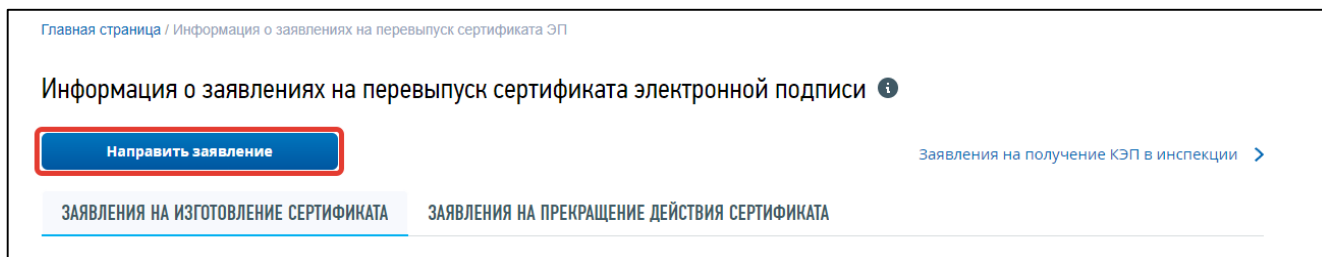 Главная страница / Информация о заявлениях на перевыпуск сертификата ЭП
Информация о заявлениях на перевыпуск сертификата электронной подписи i
Направить заявление
Заявления на получение КЭП в инспекции >
ЗАЯВЛЕНИЯ НА ИЗГОТОВЛЕНИЕ СЕРТИФИКАТА ЗАЯВЛЕНИЯ НА ПРЕКРАЩЕНИЕ ДЕЙСТВИЯ СЕРТИФИКАТА